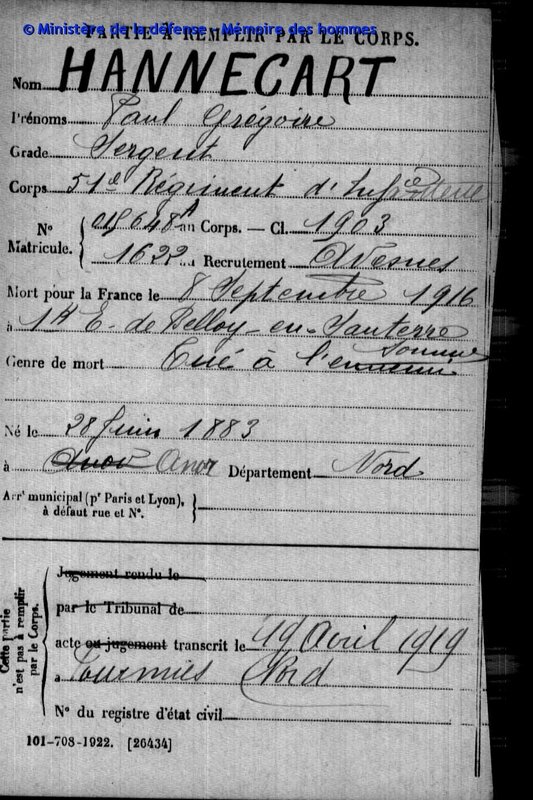 © Ministère de la défense - Mémoire des hommes
PARTIE À REMPLIR PAR LE CORPS.
Nom HANNECART
Prénoms Paul Grégoire
Grade Sergent
Corps 51e Régiment d'Infanterie
N° Matricule. { 648 au Corps. — Cl. 1903
1622 au Recrutement Avesnes
Mort pour la France le 8 Septembre 1916
à 1K E. de Belloy-en-Santerre
Somme
Genre de mort Tué à l'ennemi
Né le 28 Juin 1883
à Anor Anor Département Nord
Arrt municipal (pr Paris et Lyon), à défaut rue et N°. }
Cette partie n'est pas à remplir par le Corps.
Jugement rendu le
par le Tribunal de
acte ou jugement transcrit le 19 Avril 1919
à Fourmies Nord
N° du registre d'état civil
101-708-1922. [26434]